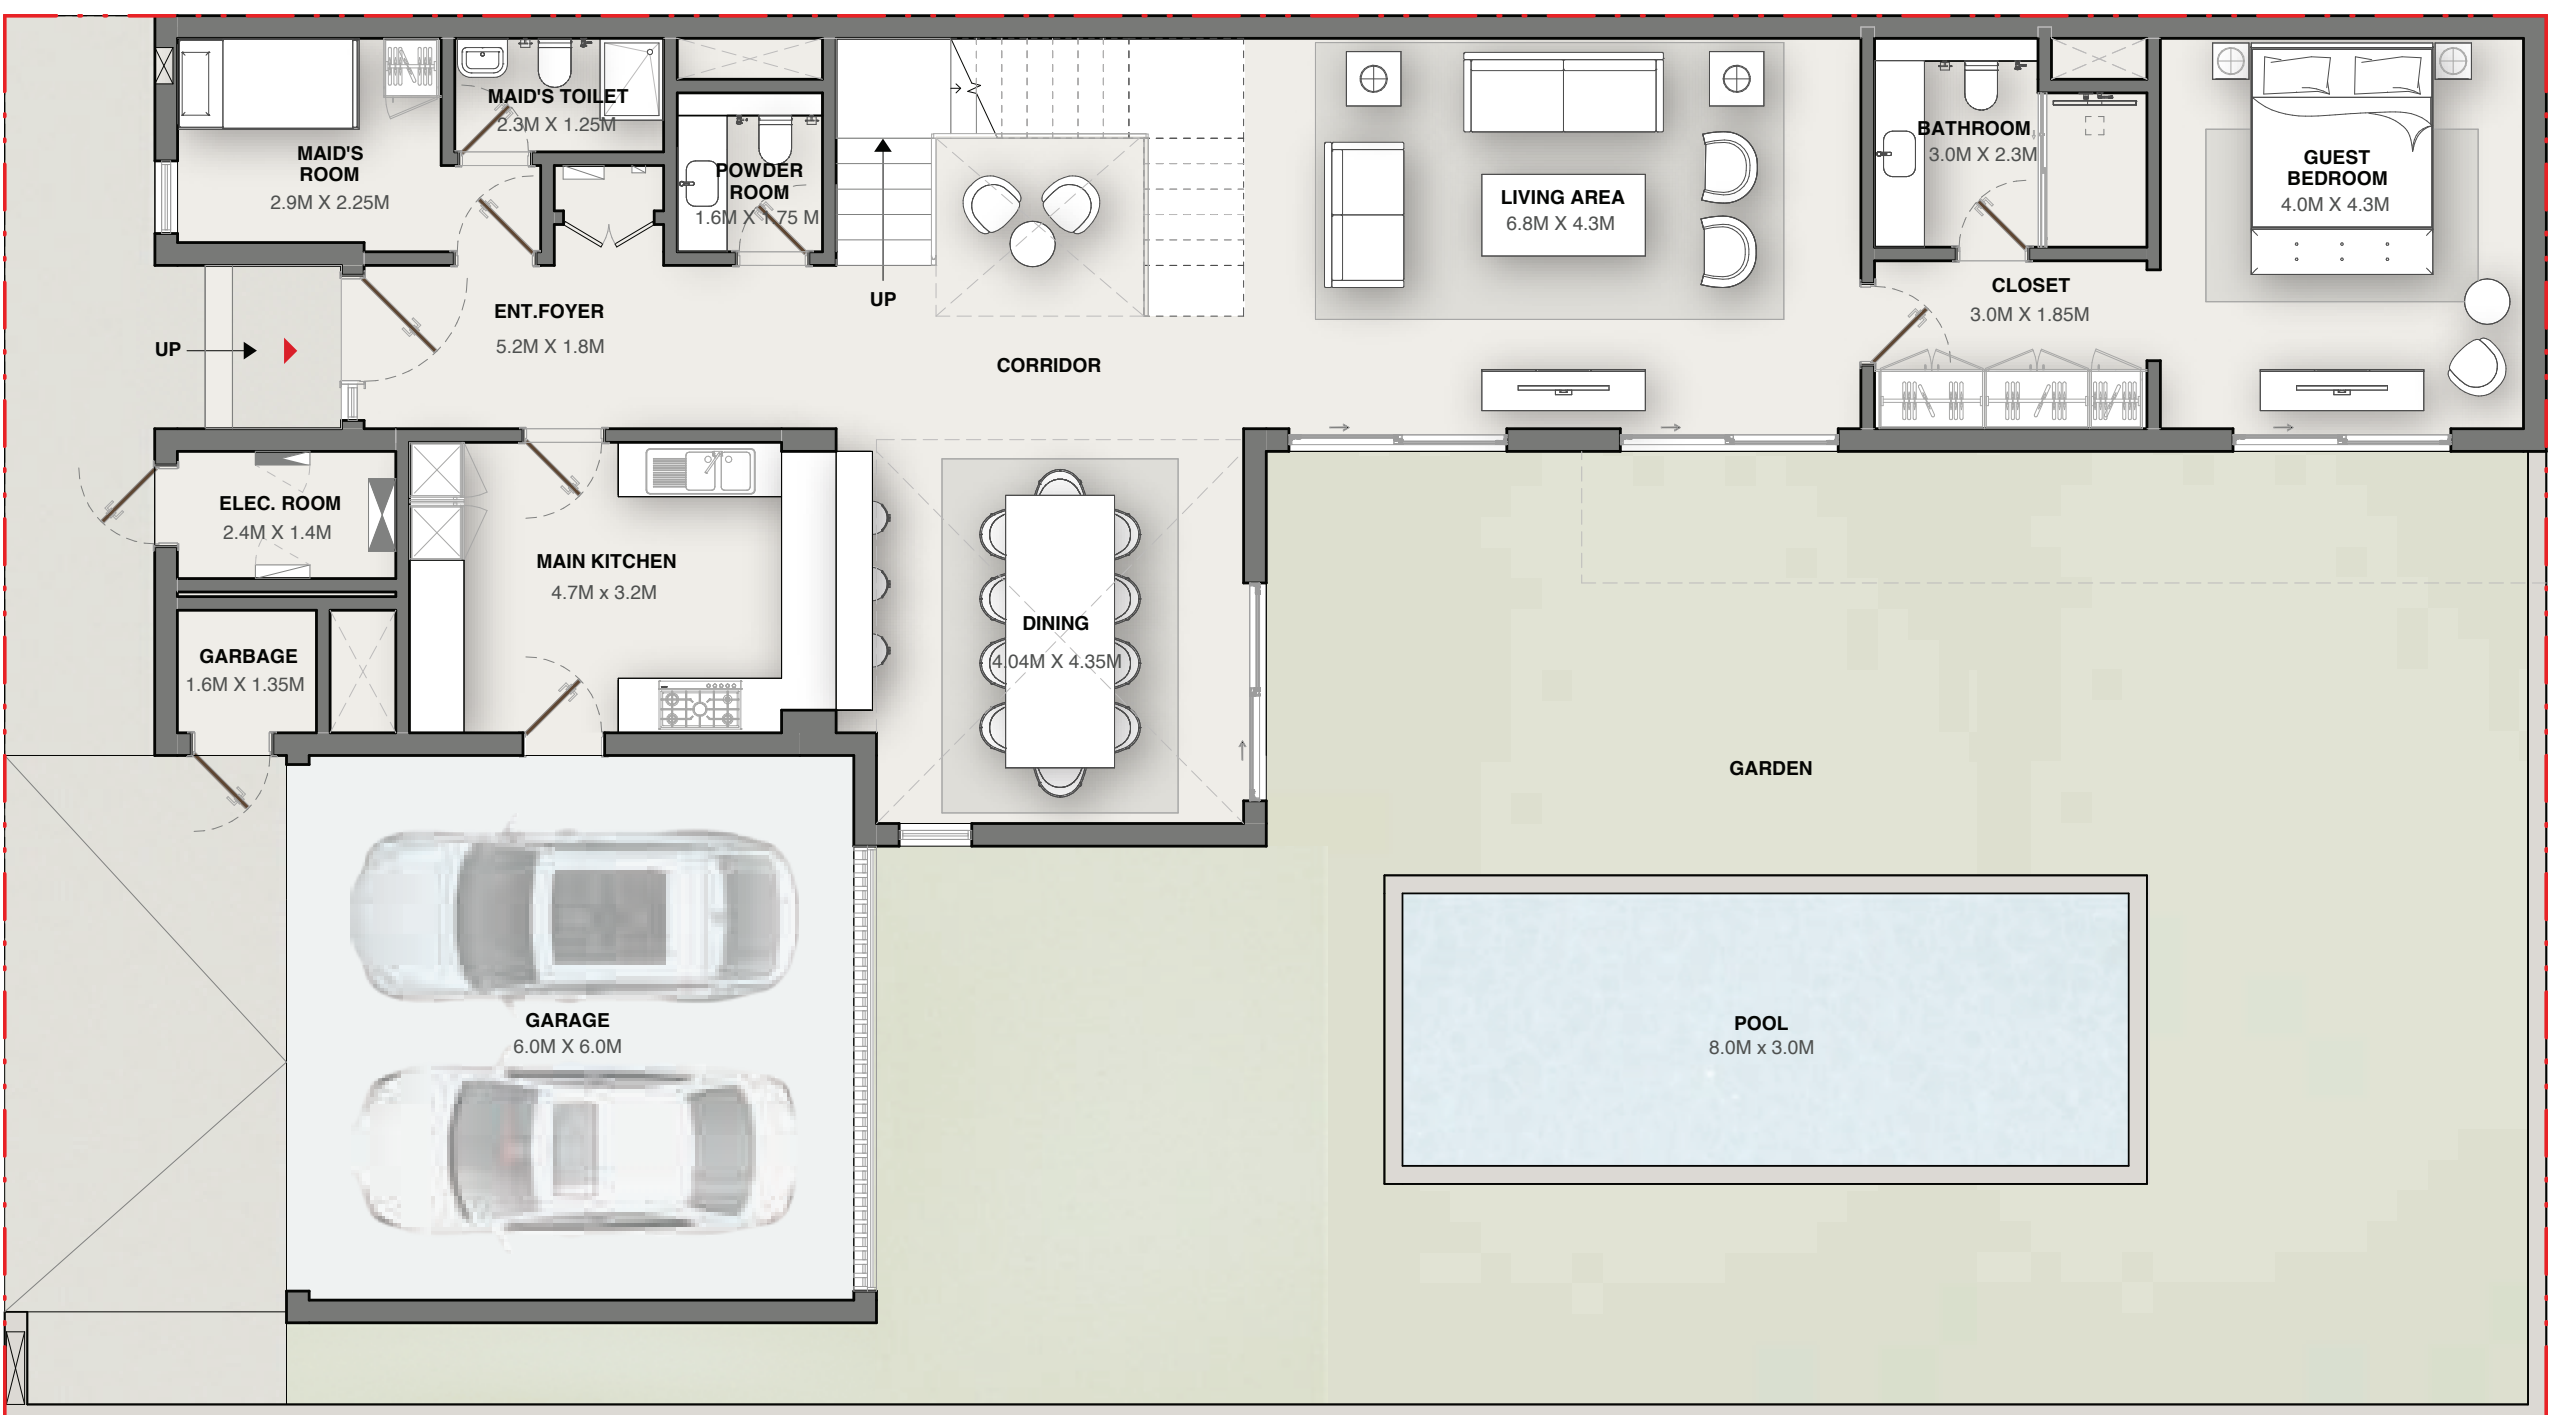 MAID'S
ROOM
2.9M X 2.25M
MAID'S TOILET
2.3M X 1.25M
POWDER
ROOM
1.6M X 1.75 M
UP
LIVING AREA
6.8M X 4.3M
BATHROOM
3.0M X 2.3M
GUEST
BEDROOM
4.0M X 4.3M
CLOSET
3.0M X 1.85M
UP
ENT.FOYER
5.2M X 1.8M
CORRIDOR
ELEC. ROOM
2.4M X 1.4M
MAIN KITCHEN
4.7M x 3.2M
DINING
4.04M X 4.35M
GARBAGE
1.6M X 1.35M
GARDEN
GARAGE
6.0M X 6.0M
POOL
8.0M x 3.0M